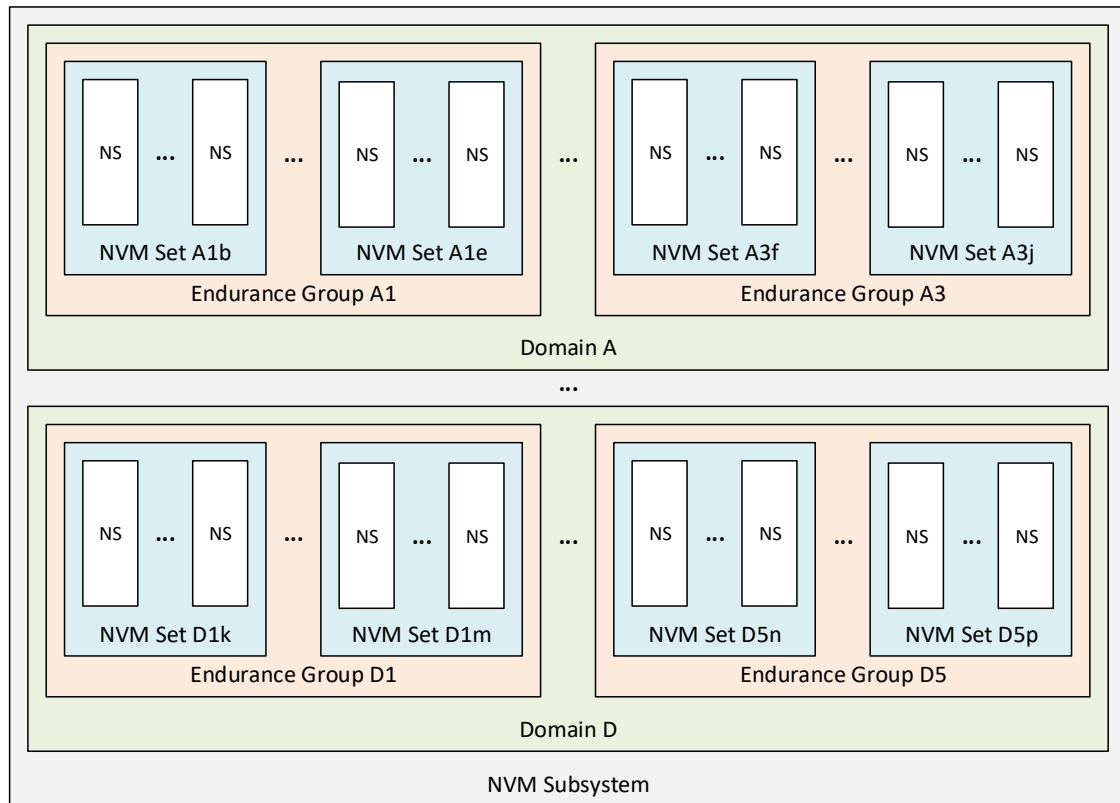 NS ... NS ... NS ... NS ... NS ... NS ... NS ... NS
NVM Set A1b NVM Set A1e NVM Set A3f NVM Set A3j
Endurance Group A1 Endurance Group A3
Domain A
...
NS ... NS ... NS ... NS ... NS ... NS ... NS ... NS
NVM Set D1k NVM Set D1m NVM Set D5n NVM Set D5p
Endurance Group D1 Endurance Group D5
Domain D
NVM Subsystem